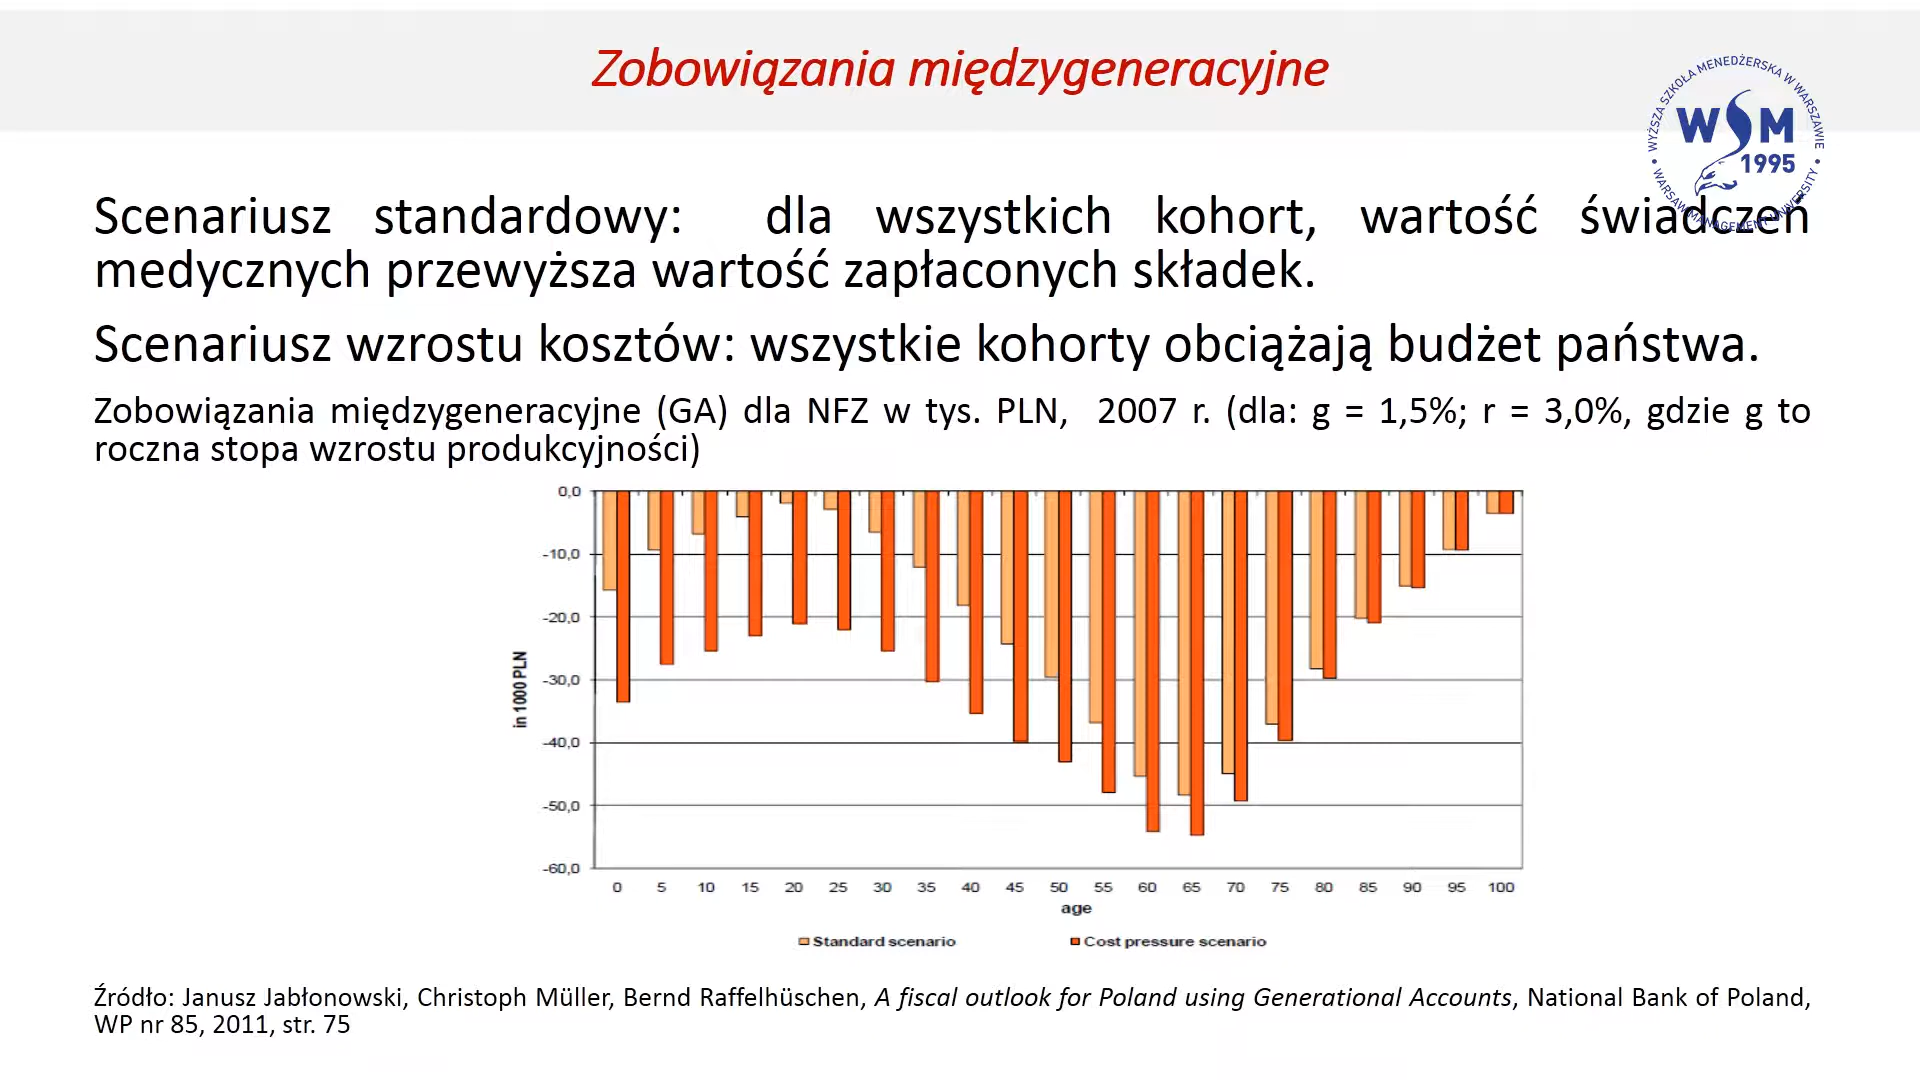 Zobowiązania międzygeneracyjne
WYŻSZA SZKOŁA MENEDŻERSKA W WARSZAWIE
WSM
1995
WARSAW MANAGEMENT UNIVERSITY
Scenariusz standardowy: dla wszystkich kohort, wartość świadczeń
medycznych przewyższa wartość zapłaconych składek.
Scenariusz wzrostu kosztów: wszystkie kohorty obciążają budżet państwa.
Zobowiązania międzygeneracyjne (GA) dla NFZ w tys. PLN, 2007 r. (dla: g = 1,5%; r = 3,0%, gdzie g to
roczna stopa wzrostu produkcyjności)
0,0
-10,0
-20,0
-30,0
-40,0
-50,0
-60,0
in 1000 PLN
0 5 10 15 20 25 30 35 40 45 50 55 60 65 70 75 80 85 90 95 100
age
Standard scenario Cost pressure scenario
Źródło: Janusz Jabłonowski, Christoph Müller, Bernd Raffelhüschen, A fiscal outlook for Poland using Generational Accounts, National Bank of Poland,
WP nr 85, 2011, str. 75